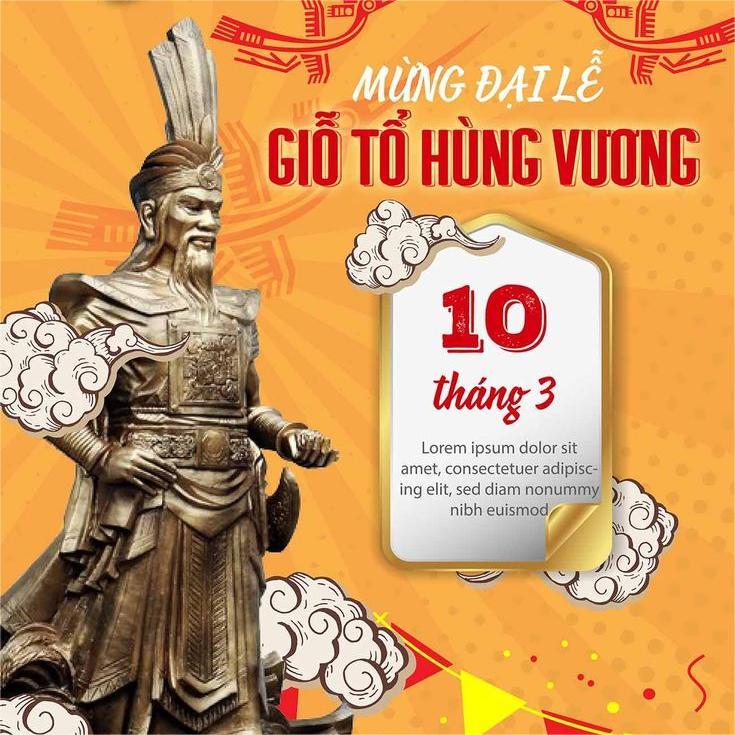 MỪNG ĐẠI LỄ
GIỖ TỔ HÙNG VƯƠNG
10
tháng 3
Lorem ipsum dolor sit
amet, consectetuer adipisc-
ing elit, sed diam nonummy
nibh euismod